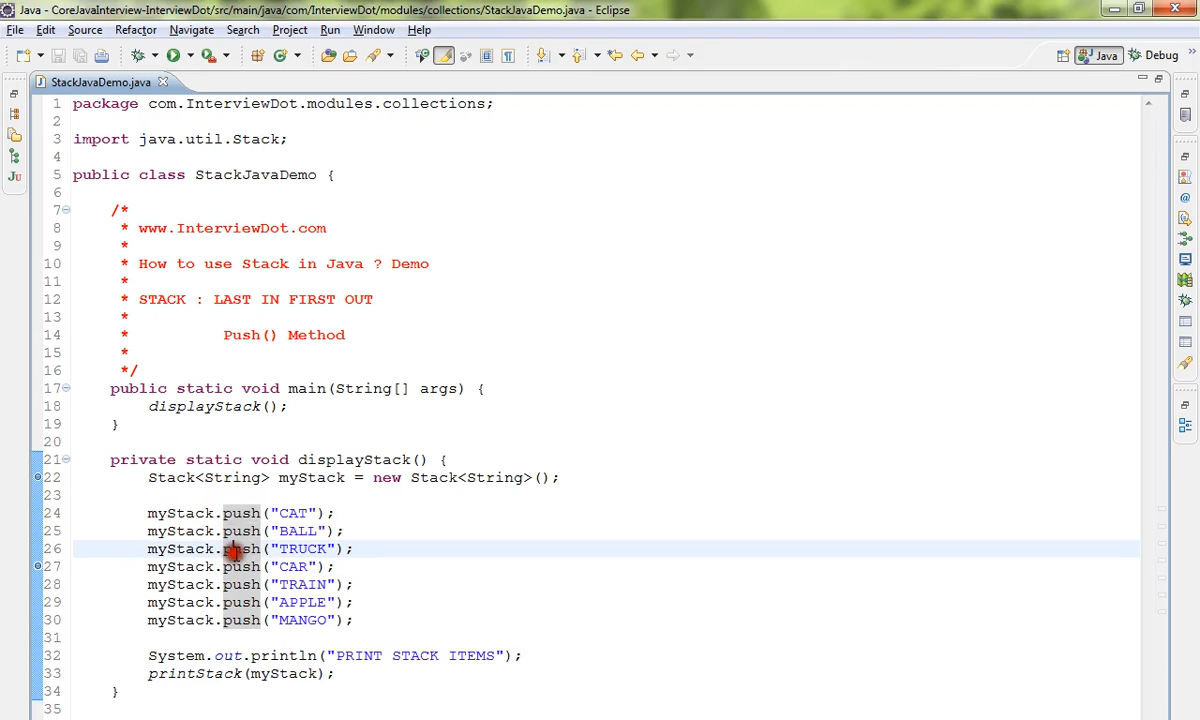 Java - CoreJavaInterview-InterviewDot/src/main/java/com/InterviewDot/modules/collections/StackJavaDemo.java - Eclipse
File Edit Source Refactor Navigate Search Project Run Window Help
Java Debug
StackJavaDemo.java
1 package com.InterviewDot.modules.collections;
2
3 import java.util.Stack;
4
5 public class StackJavaDemo {
6
7 /*
8 * www.InterviewDot.com
9 *
10 * How to use Stack in Java ? Demo
11 *
12 * STACK : LAST IN FIRST OUT
13 *
14 * Push() Method
15 *
16 */
17 public static void main(String[] args) {
18 displayStack();
19 }
20
21 private static void displayStack() {
22 Stack<String> myStack = new Stack<String>();
23
24 myStack.push("CAT");
25 myStack.push("BALL");
26 myStack.push("TRUCK");
27 myStack.push("CAR");
28 myStack.push("TRAIN");
29 myStack.push("APPLE");
30 myStack.push("MANGO");
31
32 System.out.println("PRINT STACK ITEMS");
33 printStack(myStack);
34 }
35